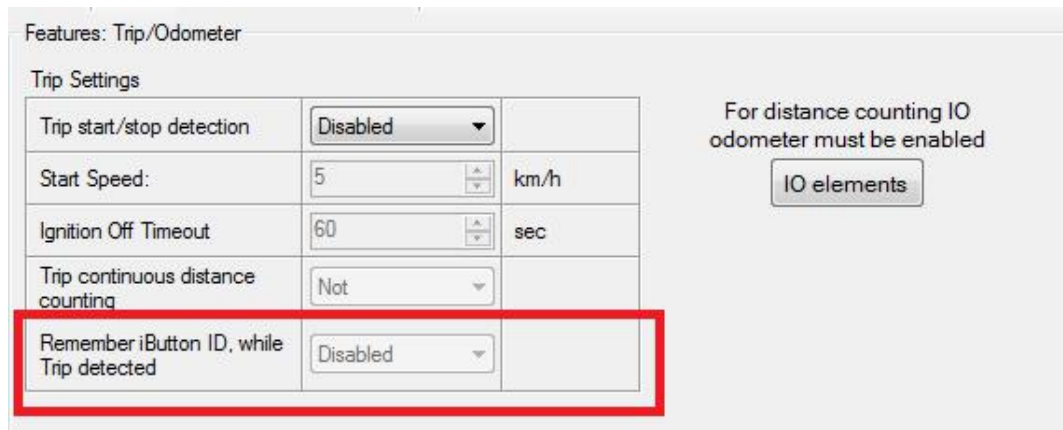 Features: Trip/Odometer
Trip Settings
Trip start/stop detection Disabled
Start Speed: 5 km/h
Ignition Off Timeout 60 sec
Trip continuous distance
counting Not
Remember iButton ID, while
Trip detected Disabled
For distance counting IO
odometer must be enabled
IO elements